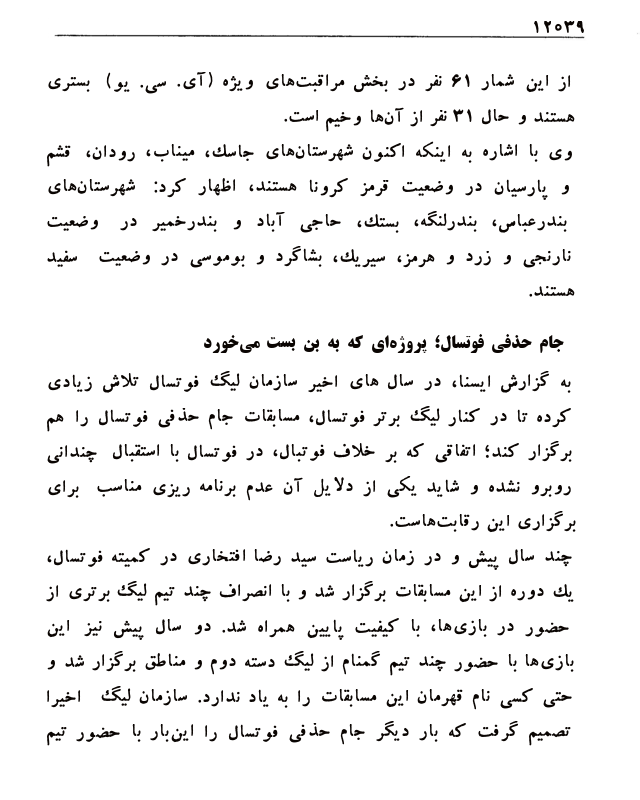 ۱۲۰۳۹
از این شمار ۶۱ نفر در بخش مراقبت‌های ویژه (آی. سی. یو) بستری
هستند و حال ۳۱ نفر از آن‌ها وخیم است.
وی با اشاره به اینکه اکنون شهرستان‌های جاسك، میناب، رودان، قشم
و پارسیان در وضعیت قرمز کرونا هستند، اظهار کرد: شهرستان‌های
بندرعباس، بندرلنگه، بستك، حاجی آباد و بندرخمیر در وضعیت
نارنجی و زرد و هرمز، سیریك، بشاگرد و بوموسی در وضعیت سفید
هستند.
جام حذفی فوتسال؛ پروژه‌ای که به بن بست می‌خورد
به گزارش ایسنا، در سال های اخیر سازمان لیگ فوتسال تلاش زیادی
کرده تا در کنار لیگ برتر فوتسال، مسابقات جام حذفی فوتسال را هم
برگزار کند؛ اتفاقی که بر خلاف فوتبال، در فوتسال با استقبال چندانی
روبرو نشده و شاید یکی از دلایل آن عدم برنامه ریزی مناسب برای
برگزاری این رقابت‌هاست.
چند سال پیش و در زمان ریاست سید رضا افتخاری در کمیته فوتسال،
یك دوره از این مسابقات برگزار شد و با انصراف چند تیم لیگ برتری از
حضور در بازی‌ها، با کیفیت پایین همراه شد. دو سال پیش نیز این
بازی‌ها با حضور چند تیم گمنام از لیگ دسته دوم و مناطق برگزار شد و
حتی کسی نام قهرمان این مسابقات را به یاد ندارد. سازمان لیگ اخیرا
تصمیم گرفت که بار دیگر جام حذفی فوتسال را این‌بار با حضور تیم